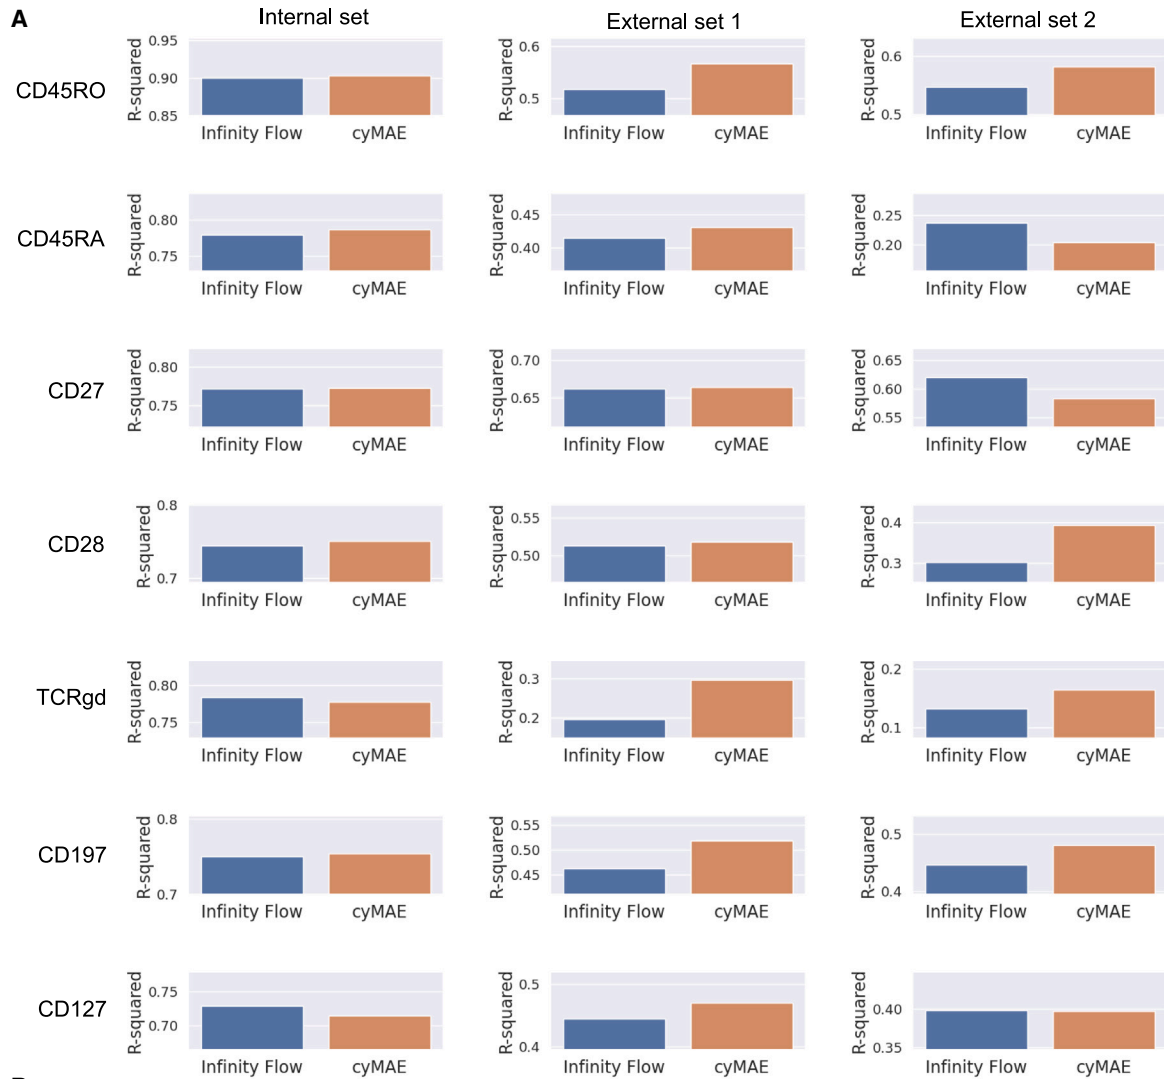 A
Internal set
External set 1
External set 2
CD45RO
R-squared
0.95
0.90
0.85
Infinity Flow cyMAE
R-squared
0.6
0.5
Infinity Flow cyMAE
R-squared
0.6
0.5
Infinity Flow cyMAE
CD45RA
R-squared
0.80
0.75
Infinity Flow cyMAE
R-squared
0.45
0.40
Infinity Flow cyMAE
R-squared
0.25
0.20
Infinity Flow cyMAE
CD27
R-squared
0.80
0.75
Infinity Flow cyMAE
R-squared
0.70
0.65
Infinity Flow cyMAE
R-squared
0.65
0.60
0.55
Infinity Flow cyMAE
CD28
R-squared
0.8
0.7
Infinity Flow cyMAE
R-squared
0.55
0.50
Infinity Flow cyMAE
R-squared
0.4
0.3
Infinity Flow cyMAE
TCRgd
R-squared
0.80
0.75
Infinity Flow cyMAE
R-squared
0.3
0.2
Infinity Flow cyMAE
R-squared
0.2
0.1
Infinity Flow cyMAE
CD197
R-squared
0.8
0.7
Infinity Flow cyMAE
R-squared
0.55
0.50
0.45
Infinity Flow cyMAE
R-squared
0.5
0.4
Infinity Flow cyMAE
CD127
R-squared
0.75
0.70
Infinity Flow cyMAE
R-squared
0.5
0.4
Infinity Flow cyMAE
R-squared
0.40
0.35
Infinity Flow cyMAE